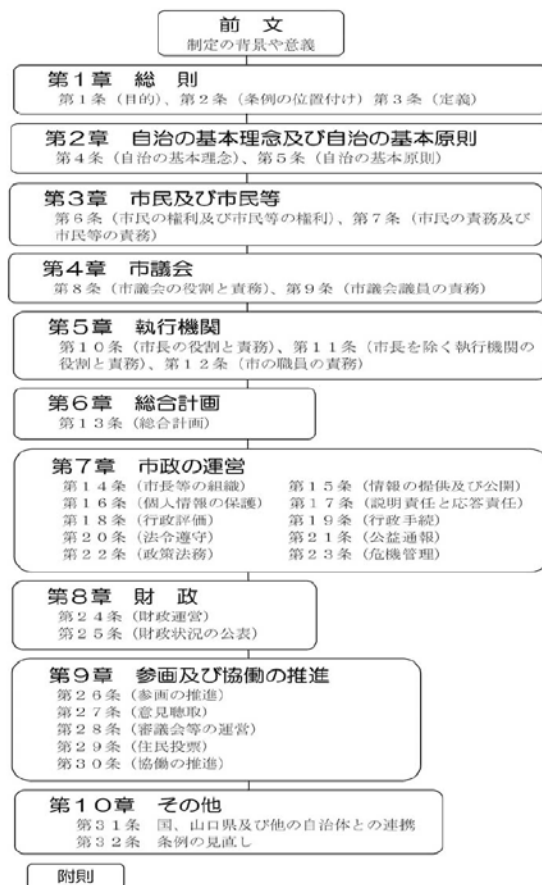 前　文
制定の背景や意義
第１章　総　則
第１条（目的）、第２条（条例の位置付け）第３条（定義）
第２章　自治の基本理念及び自治の基本原則
第４条（自治の基本理念）、第５条（自治の基本原則）
第３章　市民及び市民等
第６条（市民の権利及び市民等の権利）、第７条（市民の責務及び
市民等の責務）
第４章　市議会
第８条（市議会の役割と責務）、第９条（市議会議員の責務）
第５章　執行機関
第１０条（市長の役割と責務）、第１１条（市長を除く執行機関の
役割と責務）、第１２条（市の職員の責務）
第６章　総合計画
第１３条（総合計画）
第７章　市政の運営
第１４条（市長等の組織）　第１５条（情報の提供及び公開）
第１６条（個人情報の保護）　第１７条（説明責任と応答責任）
第１８条（行政評価）　第１９条（行政手続）
第２０条（法令遵守）　第２１条（公益通報）
第２２条（政策法務）　第２３条（危機管理）
第８章　財　政
第２４条（財政運営）
第２５条（財政状況の公表）
第９章　参画及び協働の推進
第２６条（参画の推進）
第２７条（意見聴取）
第２８条（審議会等の運営）
第２９条（住民投票）
第３０条（協働の推進）
第１０章　その他
第３１条　国、山口県及び他の自治体との連携
第３２条　条例の見直し
附則